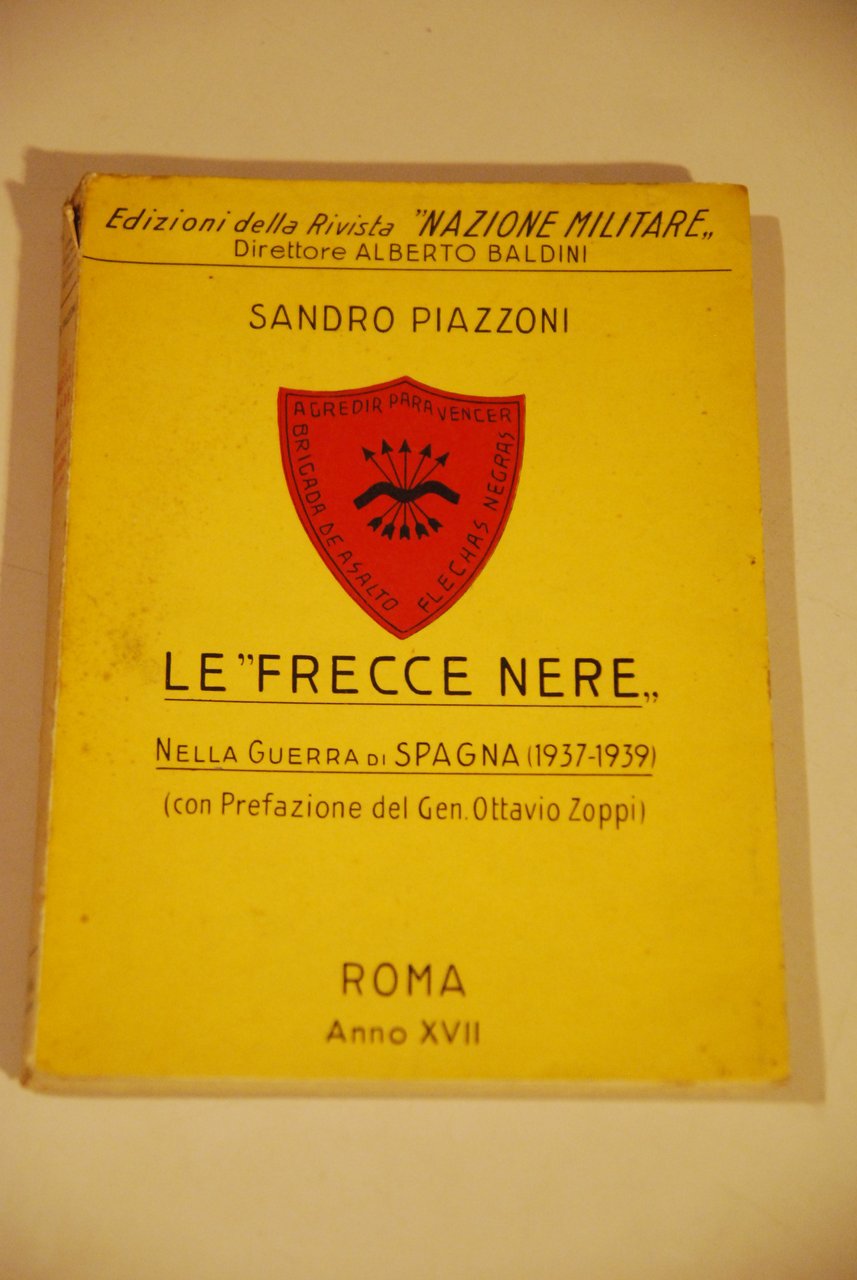 Edizioni della Rivista "NAZIONE MILITARE„
Direttore ALBERTO BALDINI
SANDRO PIAZZONI
AGREDIR PARA VENCER
BRIGADA DE ASALTO
FLECHAS NEGRAS
LE "FRECCE NERE„
NELLA GUERRA DI SPAGNA (1937-1939)
(con Prefazione del Gen. Ottavio Zoppi)
ROMA
Anno XVII